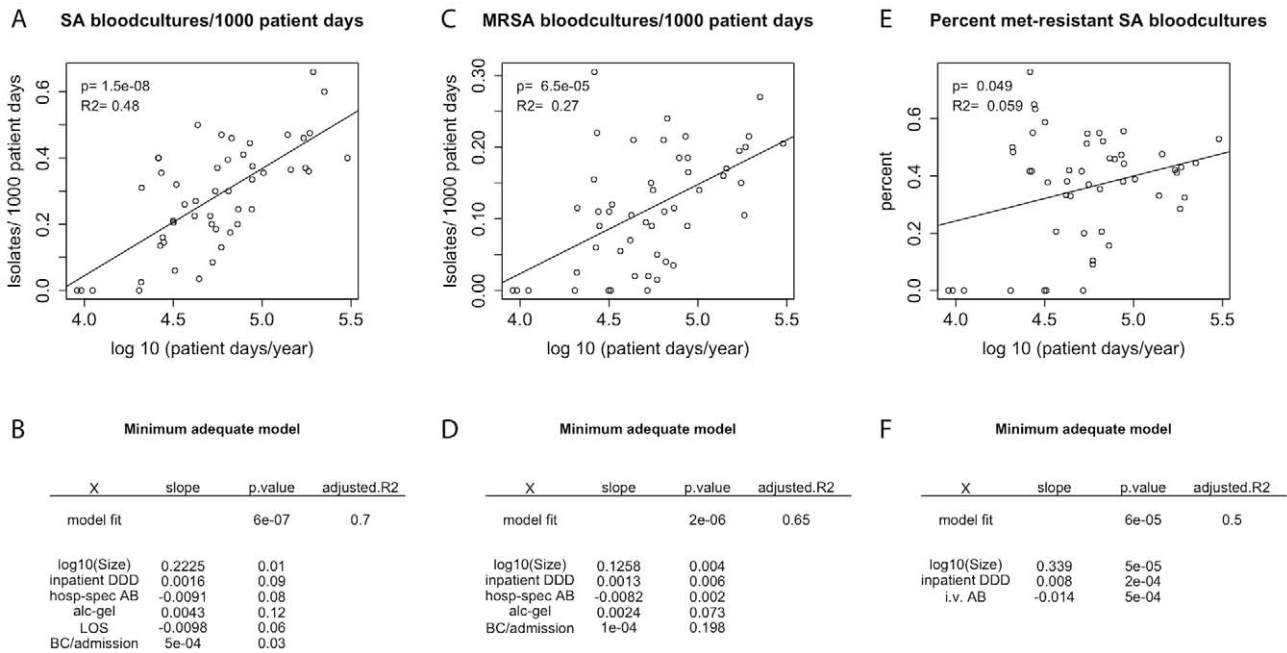 A SA bloodcultures/1000 patient days
Isolates/ 1000 patient days
0.6
0.4
0.2
0.0
p= 1.5e-08
R2= 0.48
4.0 4.5 5.0 5.5
log 10 (patient days/year)
C MRSA bloodcultures/1000 patient days
Isolates/ 1000 patient days
0.30
0.20
0.10
0.00
p= 6.5e-05
R2= 0.27
4.0 4.5 5.0 5.5
log 10 (patient days/year)
E Percent met-resistant SA bloodcultures
percent
0.6
0.4
0.2
0.0
p= 0.049
R2= 0.059
4.0 4.5 5.0 5.5
log 10 (patient days/year)
B Minimum adequate model
X slope p.value adjusted.R2
model fit 6e-07 0.7
log10(Size) 0.2225 0.01
inpatient DDD 0.0016 0.09
hosp-spec AB -0.0091 0.08
alc-gel 0.0043 0.12
LOS -0.0098 0.06
BC/admission 5e-04 0.03
D Minimum adequate model
X slope p.value adjusted.R2
model fit 2e-06 0.65
log10(Size) 0.1258 0.004
inpatient DDD 0.0013 0.006
hosp-spec AB -0.0082 0.002
alc-gel 0.0024 0.073
BC/admission 1e-04 0.198
F Minimum adequate model
X slope p.value adjusted.R2
model fit 6e-05 0.5
log10(Size) 0.339 5e-05
inpatient DDD 0.008 2e-04
i.v. AB -0.014 5e-04